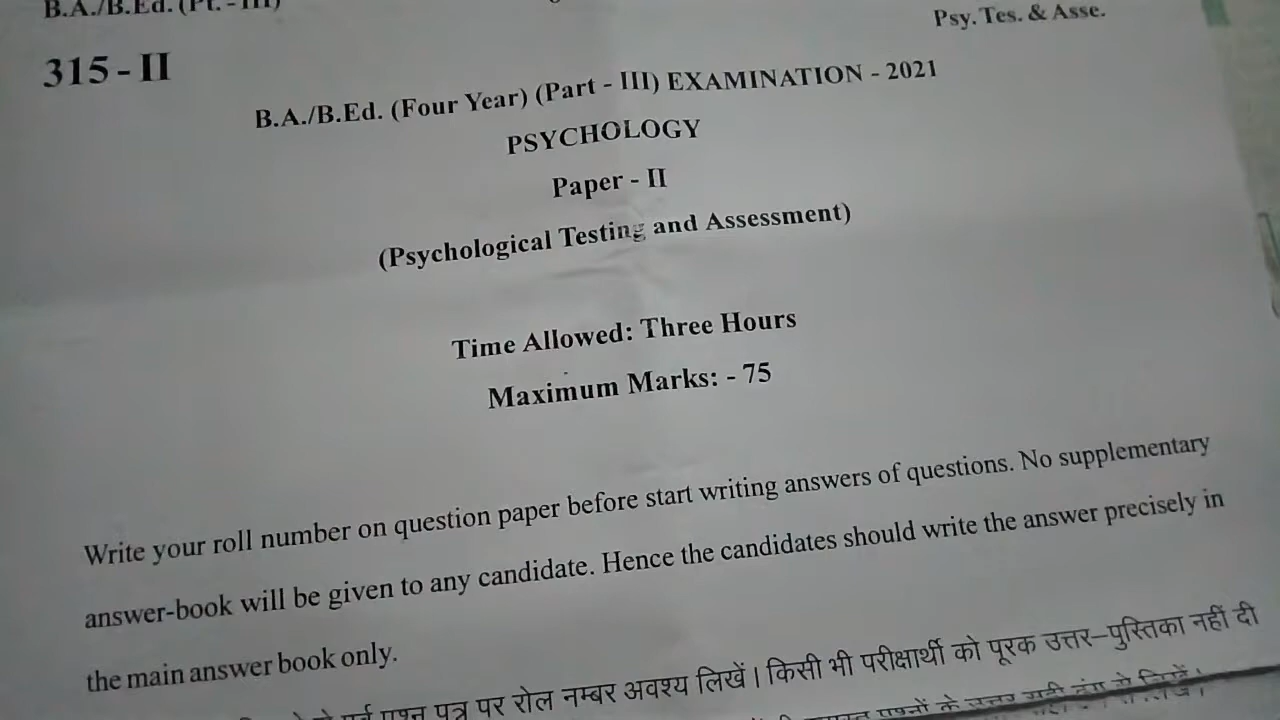 B.A./B.Ed. (Pt. - III)
Psy. Tes. & Asse.
315 - II
B.A./B.Ed. (Four Year) (Part - III) EXAMINATION - 2021
PSYCHOLOGY
Paper - II
(Psychological Testing and Assessment)
Time Allowed: Three Hours
Maximum Marks: - 75
Write your roll number on question paper before start writing answers of questions. No supplementary
answer-book will be given to any candidate. Hence the candidates should write the answer precisely in
the main answer book only.
पूर्व प्रश्न पत्र पर रोल नम्बर अवश्य लिखें। किसी भी परीक्षार्थी को पूरक उत्तर–पुस्तिका नहीं दी
प्रश्नों के उत्तर